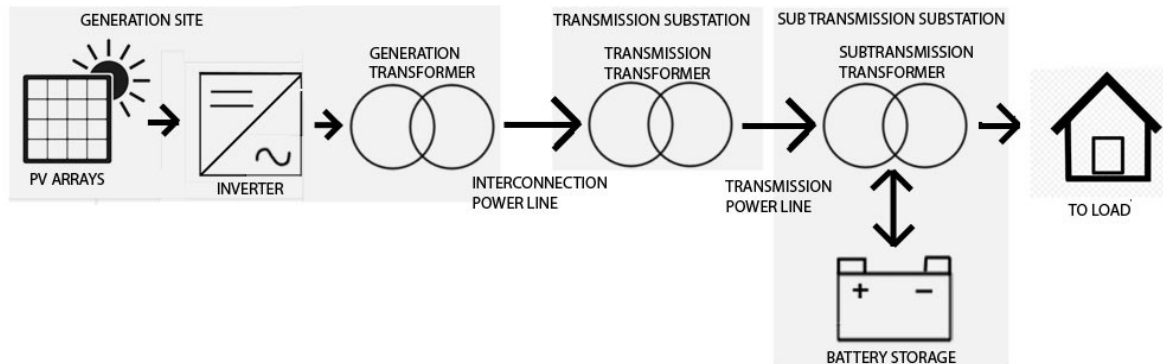 GENERATION SITE
TRANSMISSION SUBSTATION
SUB TRANSMISSION SUBSTATION
GENERATION
TRANSFORMER
TRANSMISSION
TRANSFORMER
SUBTRANSMISSION
TRANSFORMER
PV ARRAYS
INVERTER
INTERCONNECTION
POWER LINE
TRANSMISSION
POWER LINE
TO LOAD
+ −
BATTERY STORAGE